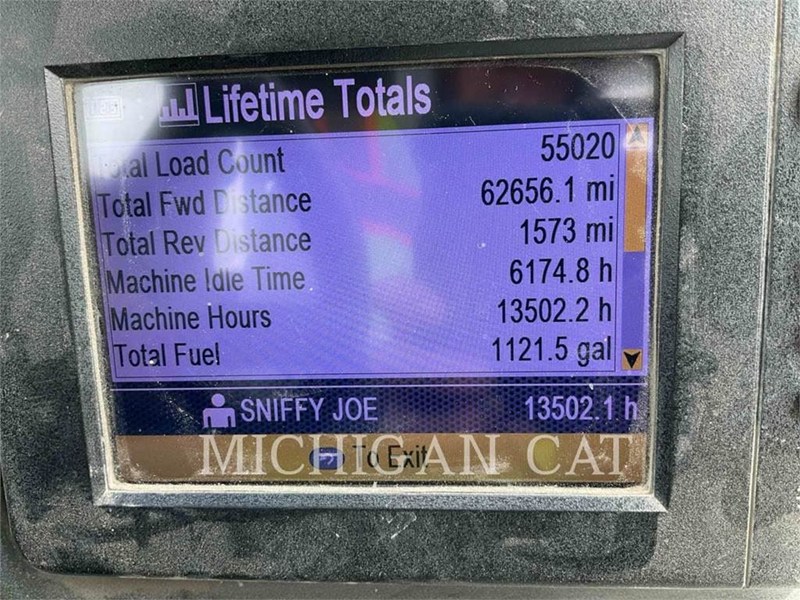 Lifetime Totals
Total Load Count 55020
Total Fwd Distance 62656.1 mi
Total Rev Distance 1573 mi
Machine Idle Time 6174.8 h
Machine Hours 13502.2 h
Total Fuel 1121.5 gal
SNIFFY JOE 13502.1 h
To Exit
MICHIGAN CAT